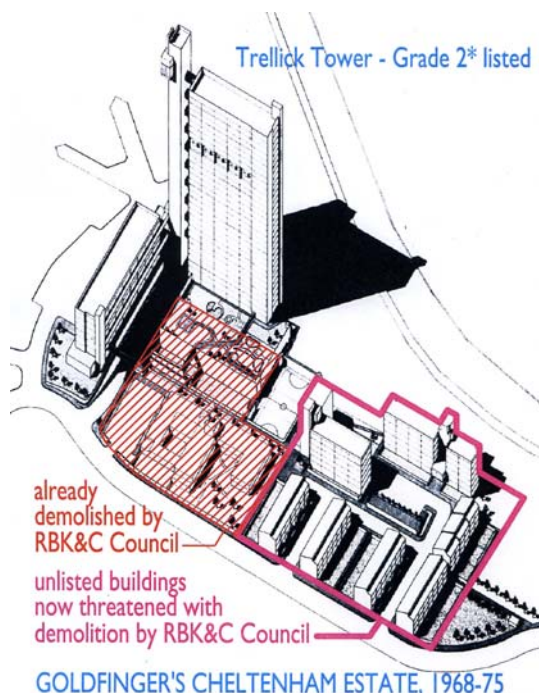 Trellick Tower - Grade 2* listed
already
demolished by
RBK&C Council
unlisted buildings
now threatened with
demolition by RBK&C Council
GOLDFINGER'S CHELTENHAM ESTATE. 1968-75